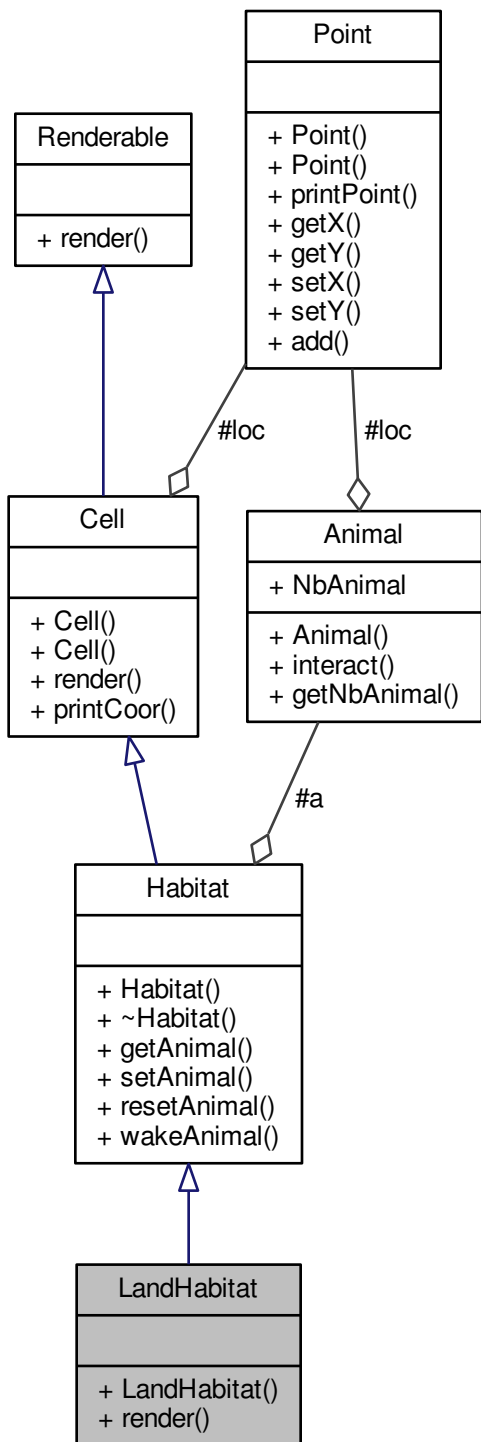 Point
+ Point()
+ Point()
+ printPoint()
+ getX()
+ getY()
+ setX()
+ setY()
+ add()
Renderable
+ render()
#loc
#loc
Cell
+ Cell()
+ Cell()
+ render()
+ printCoor()
Animal
+ NbAnimal
+ Animal()
+ interact()
+ getNbAnimal()
#a
Habitat
+ Habitat()
+ ~Habitat()
+ getAnimal()
+ setAnimal()
+ resetAnimal()
+ wakeAnimal()
LandHabitat
+ LandHabitat()
+ render()